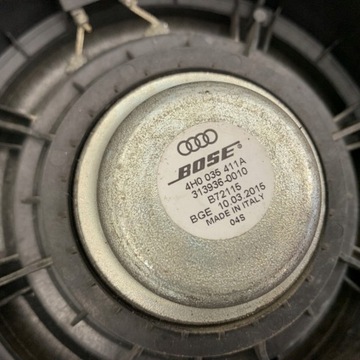 BOSE
4H0 035 411A
313936-0010
B72115
BGE 10.03.2015
MADE IN ITALY
04S